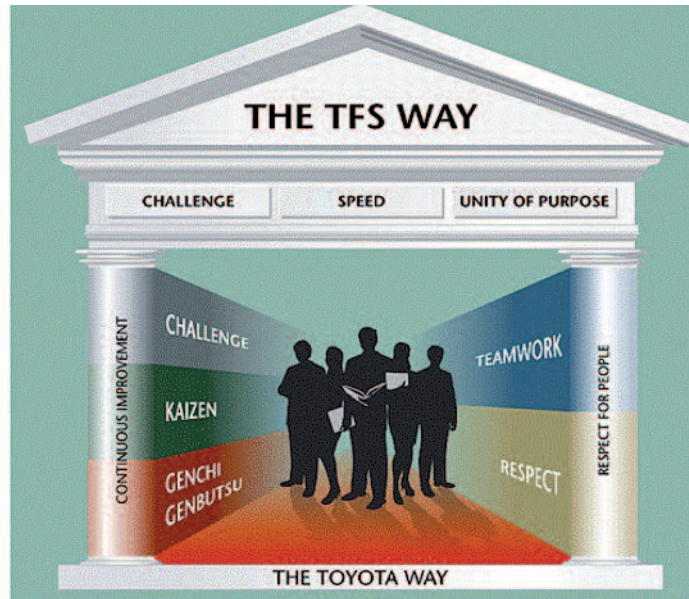 THE TFS WAY
CHALLENGE
SPEED
UNITY OF PURPOSE
CONTINUOUS IMPROVEMENT
CHALLENGE
KAIZEN
GENCHI
GENBUTSU
TEAMWORK
RESPECT
RESPECT FOR PEOPLE
THE TOYOTA WAY